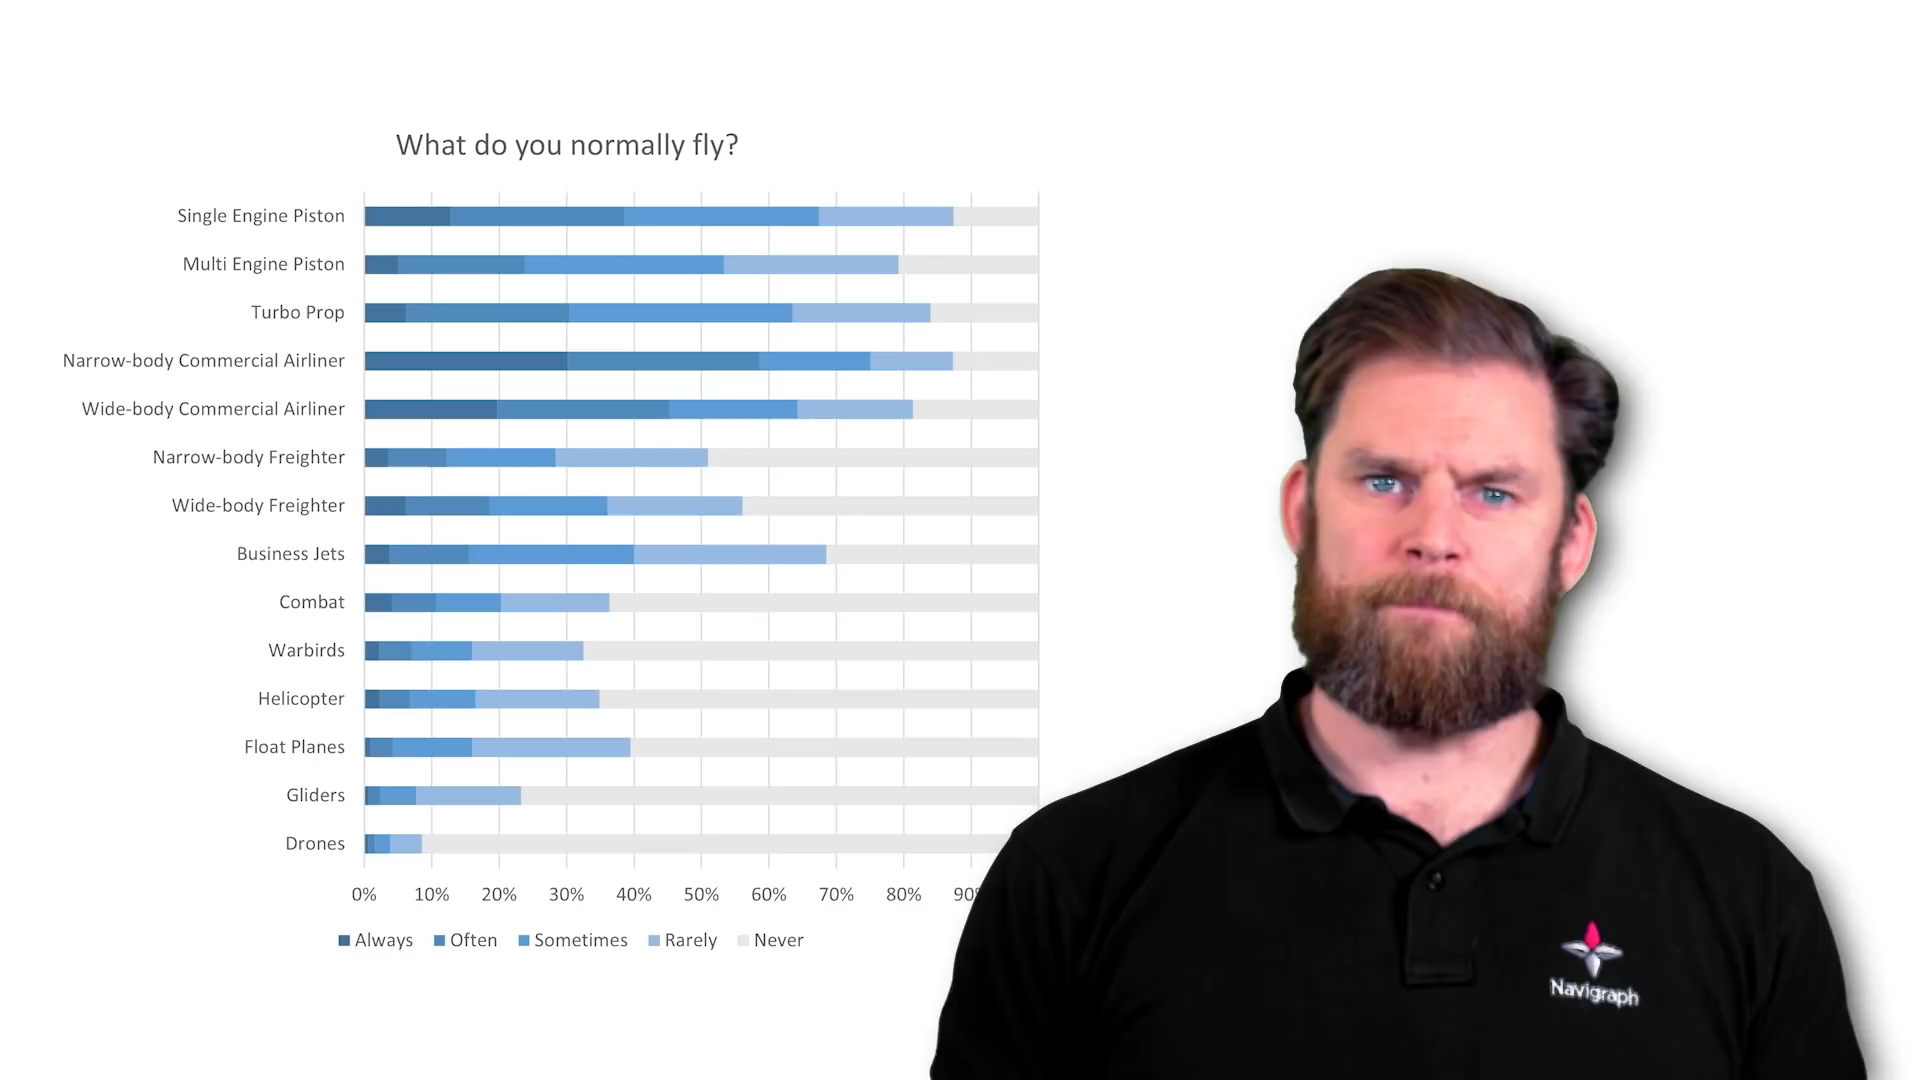 What do you normally fly?
Single Engine Piston
Multi Engine Piston
Turbo Prop
Narrow-body Commercial Airliner
Wide-body Commercial Airliner
Narrow-body Freighter
Wide-body Freighter
Business Jets
Combat
Warbirds
Helicopter
Float Planes
Gliders
Drones
0% 10% 20% 30% 40% 50% 60% 70% 80% 90
Always Often Sometimes Rarely Never
Navigraph